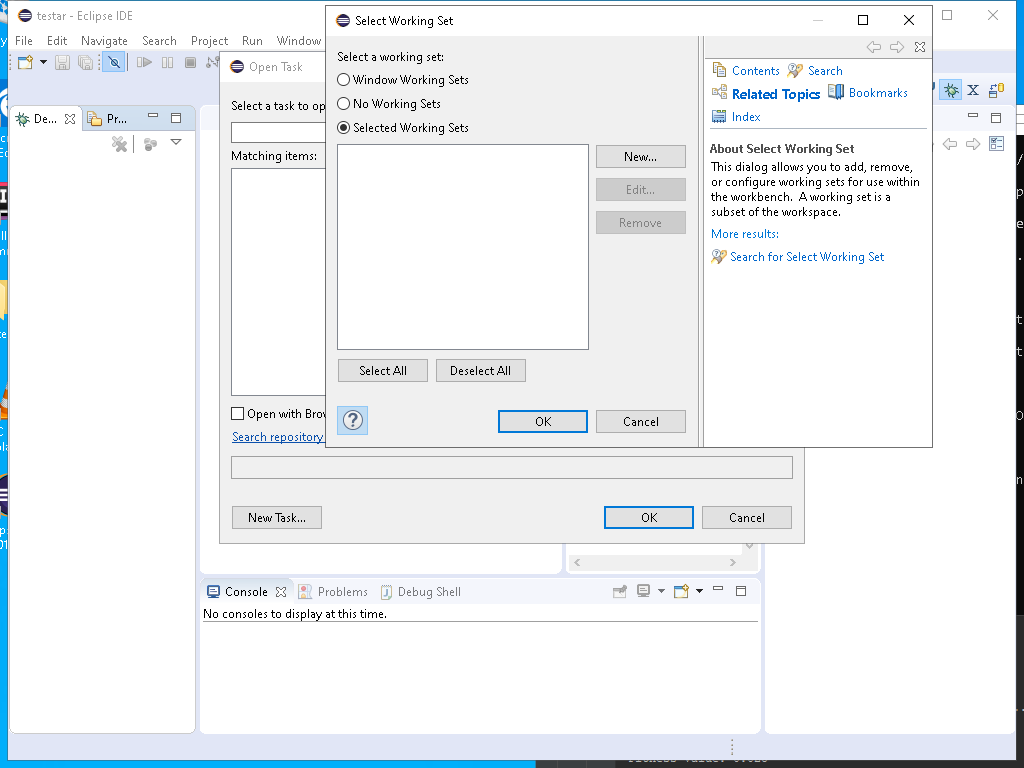 testar - Eclipse IDE
File Edit Navigate Search Project Run Window
De...
Pr...
Open Task
Select a task to op
Matching items:
Open with Brow
Search repository
New Task...
OK
Cancel
Select Working Set
Select a working set:
Window Working Sets
No Working Sets
Selected Working Sets
New...
Edit...
Remove
Select All
Deselect All
OK
Cancel
Contents
Search
Related Topics
Bookmarks
Index
About Select Working Set
This dialog allows you to add, remove,
or configure working sets for use within
the workbench. A working set is a
subset of the workspace.
More results:
Search for Select Working Set
Console
Problems
Debug Shell
No consoles to display at this time.